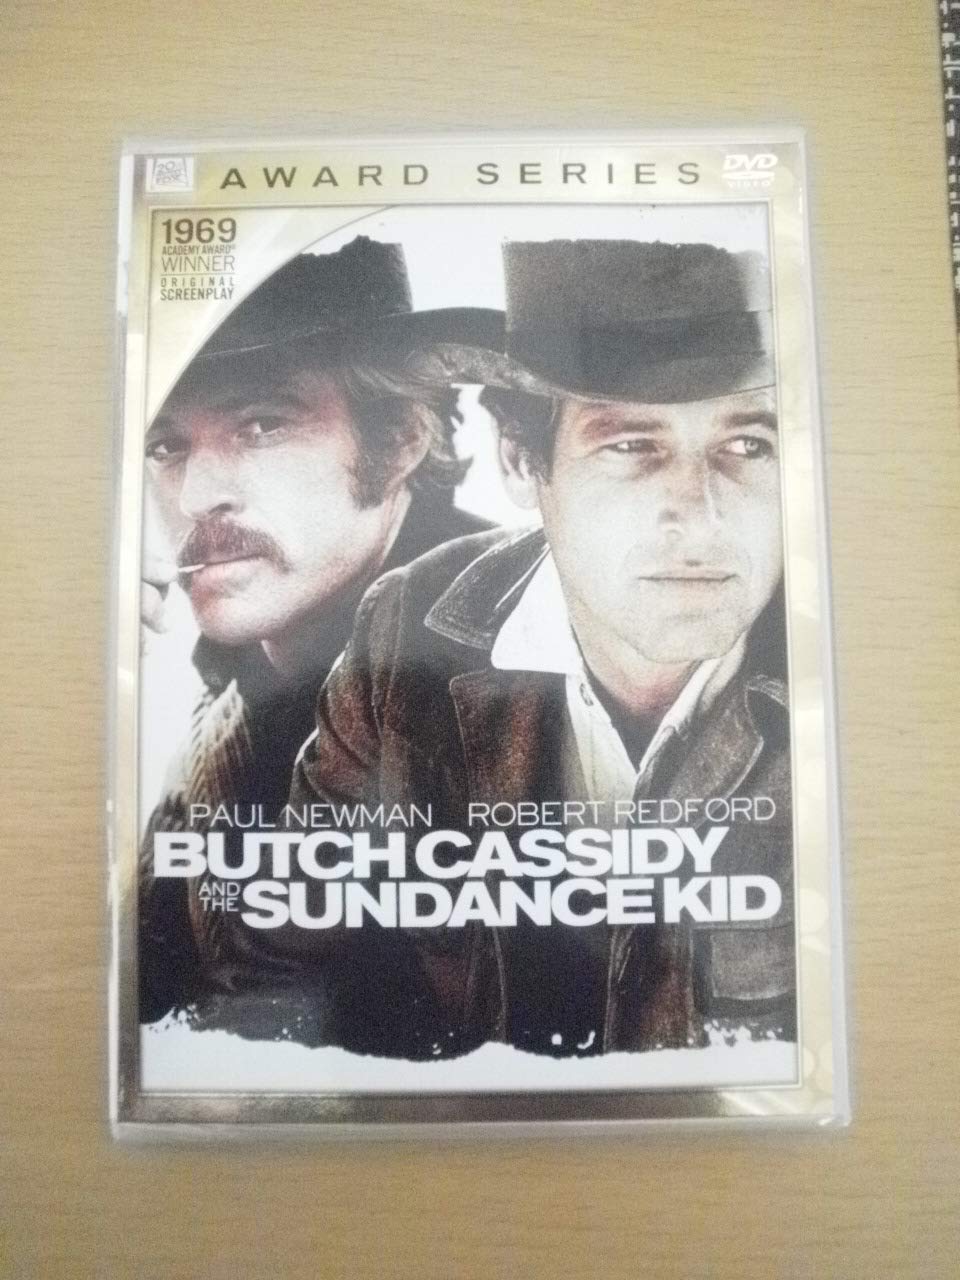 AWARD SERIES
DVD
VIDEO
20
1969
ACADEMY AWARD®
WINNER
ORIGINAL
SCREENPLAY
PAUL NEWMAN ROBERT REDFORD
BUTCH CASSIDY
AND THE SUNDANCE KID